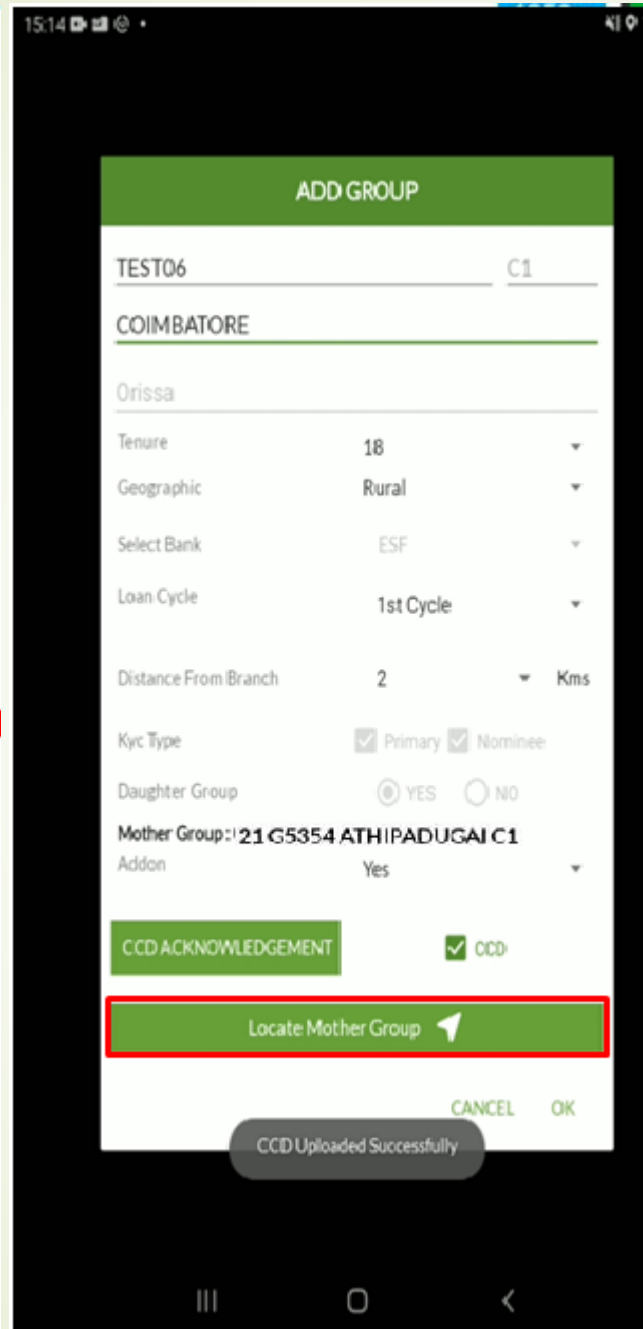 15:14
ADD GROUP
TEST06 C1
COIMBATORE
Orissa
Tenure 18
Geographic Rural
Select Bank ESF
Loan Cycle 1st Cycle
Distance From Branch 2 Kms
Kyc Type Primary Nominee
Daughter Group YES NO
Mother Group: 21 G5354 ATHIPADUGAI C1
Addon Yes
CCD ACKNOWLEDGEMENT CCD
Locate Mother Group
CANCEL OK
CCD Uploaded Successfully